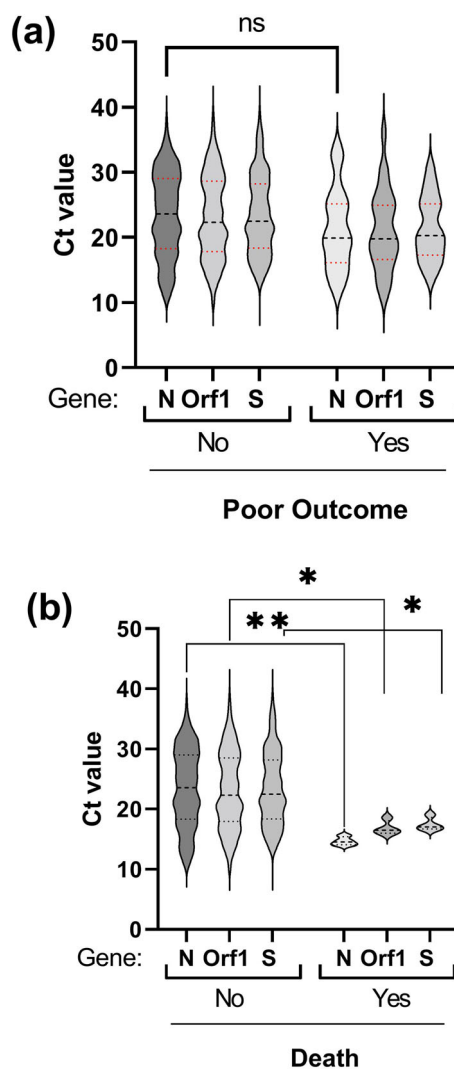 (a)
ns
50
40
30
20
10
0
Ct value
Gene: N Orf1 S N Orf1 S
No Yes
Poor Outcome
(b)
*
** *
50
40
30
20
10
0
Ct value
Gene: N Orf1 S N Orf1 S
No Yes
Death